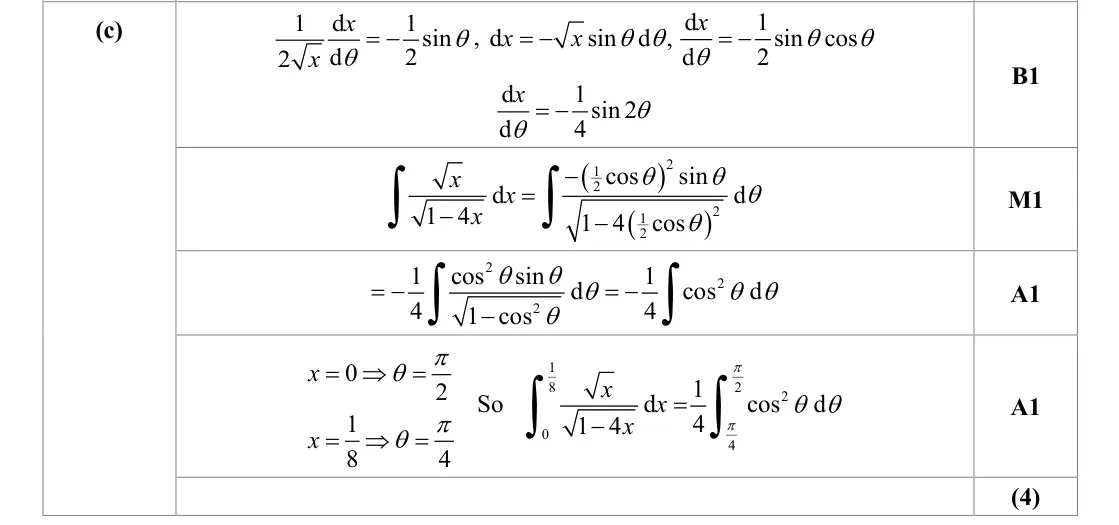 (c)
1/(2√x) dx/dθ = −1/2 sin θ, dx = −√x sin θ dθ, dx/dθ = −1/2 sin θ cos θ
dx/dθ = −1/4 sin 2θ
B1
∫ √x/√(1−4x) dx = ∫ −(1/2 cos θ)² sin θ / √(1−4(1/2 cos θ)²) dθ
M1
= −1/4 ∫ cos² θ sin θ / √(1−cos² θ) dθ = −1/4 ∫ cos² θ dθ
A1
x = 0 ⇒ θ = π/2
x = 1/8 ⇒ θ = π/4
So ∫₀^(1/8) √x/√(1−4x) dx = 1/4 ∫_(π/4)^(π/2) cos² θ dθ
A1
(4)